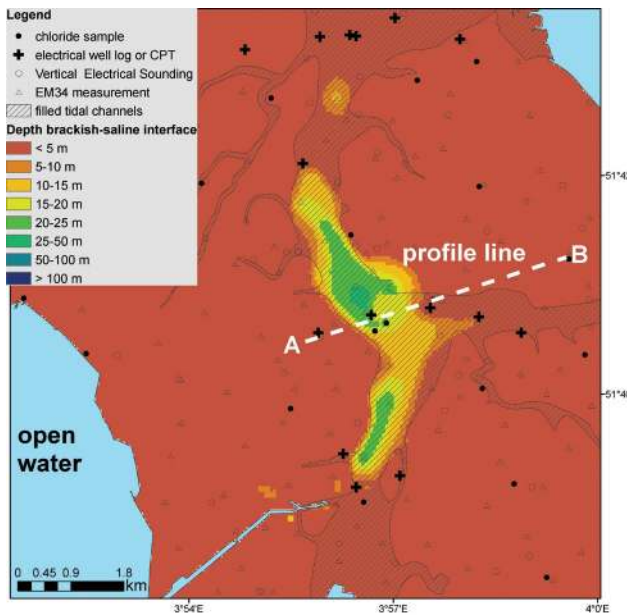 Legend
chloride sample
electrical well log or CPT
Vertical Electrical Sounding
EM34 measurement
filled tidal channels
Depth brackish-saline interface
< 5 m
5-10 m
10-15 m
15-20 m
20-25 m
25-50 m
50-100 m
> 100 m
profile line
B
A
open
water
0 0.45 0.9 1.8
km
3°54'E
3°57'E
4°0'E